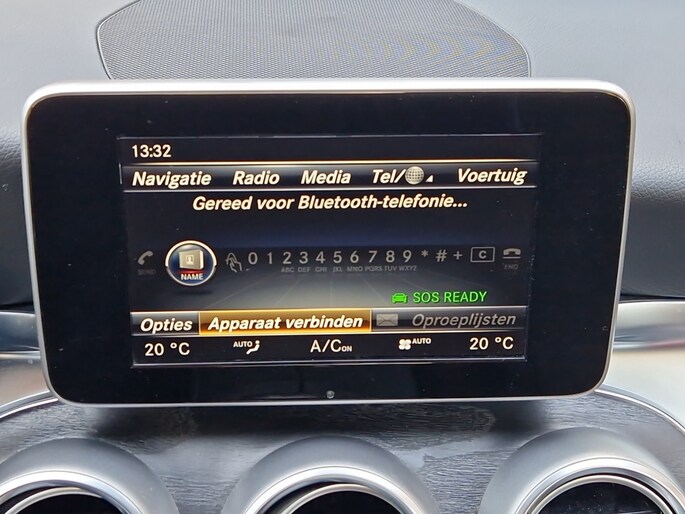 13:32
Navigatie Radio Media Tel/ Voertuig
Gereed voor Bluetooth-telefonie...
0 1 2 3 4 5 6 7 8 9 * # + C
SEND NAME ABC DEF GHI JKL MNO PQRS TUV WXYZ END
SOS READY
Opties Apparaat verbinden Oproeplijsten
20 °C AUTO A/C ON AUTO 20 °C